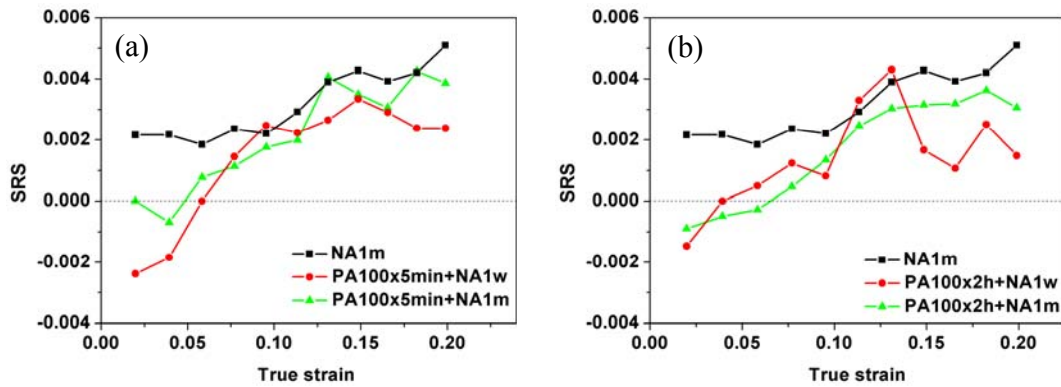 (a)
0.006
0.004
0.002
0.000
-0.002
-0.004
SRS
NA1m
PA100x5min+NA1w
PA100x5min+NA1m
0.00
0.05
0.10
0.15
0.20
True strain
(b)
0.006
0.004
0.002
0.000
-0.002
-0.004
SRS
NA1m
PA100x2h+NA1w
PA100x2h+NA1m
0.00
0.05
0.10
0.15
0.20
True strain